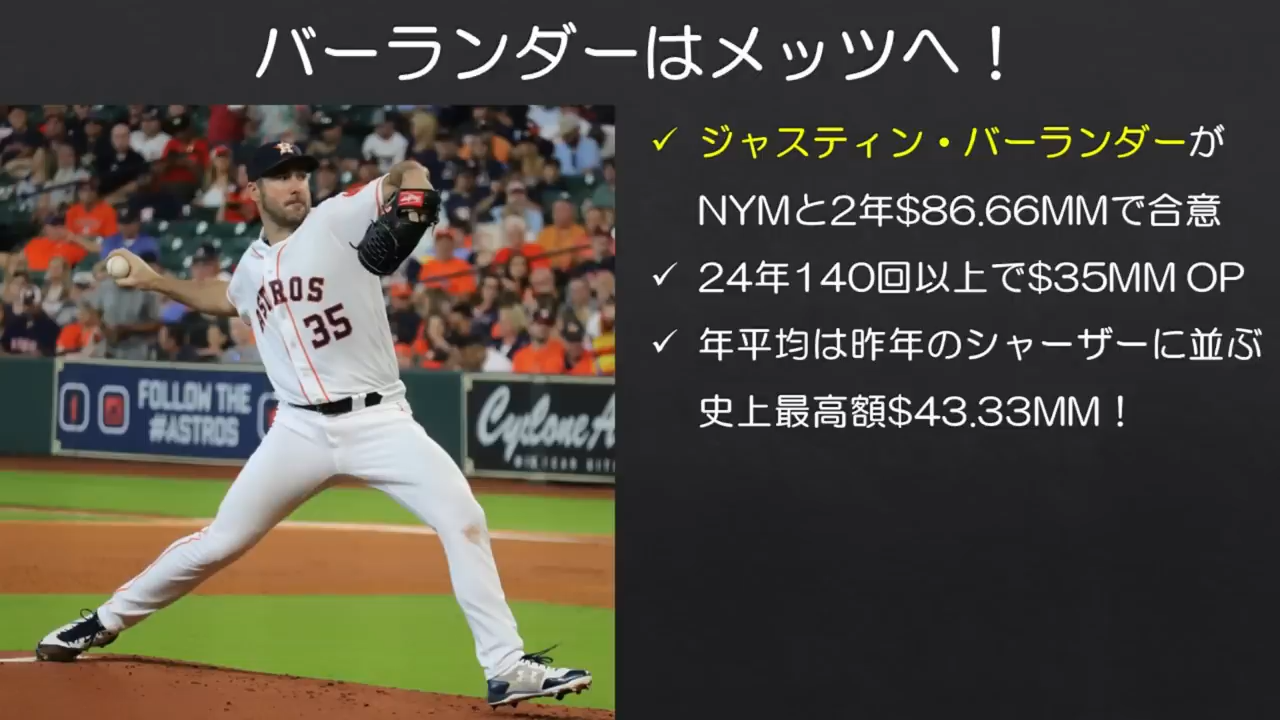 バーランダーはメッツへ！
✓ ジャスティン・バーランダーが
NYMと2年$86.66MMで合意
✓ 24年140回以上で$35MM OP
✓ 年平均は昨年のシャーザーに並ぶ
史上最高額$43.33MM！
ASTROS
35
FOLLOW THE
#ASTROS
Cyclone A